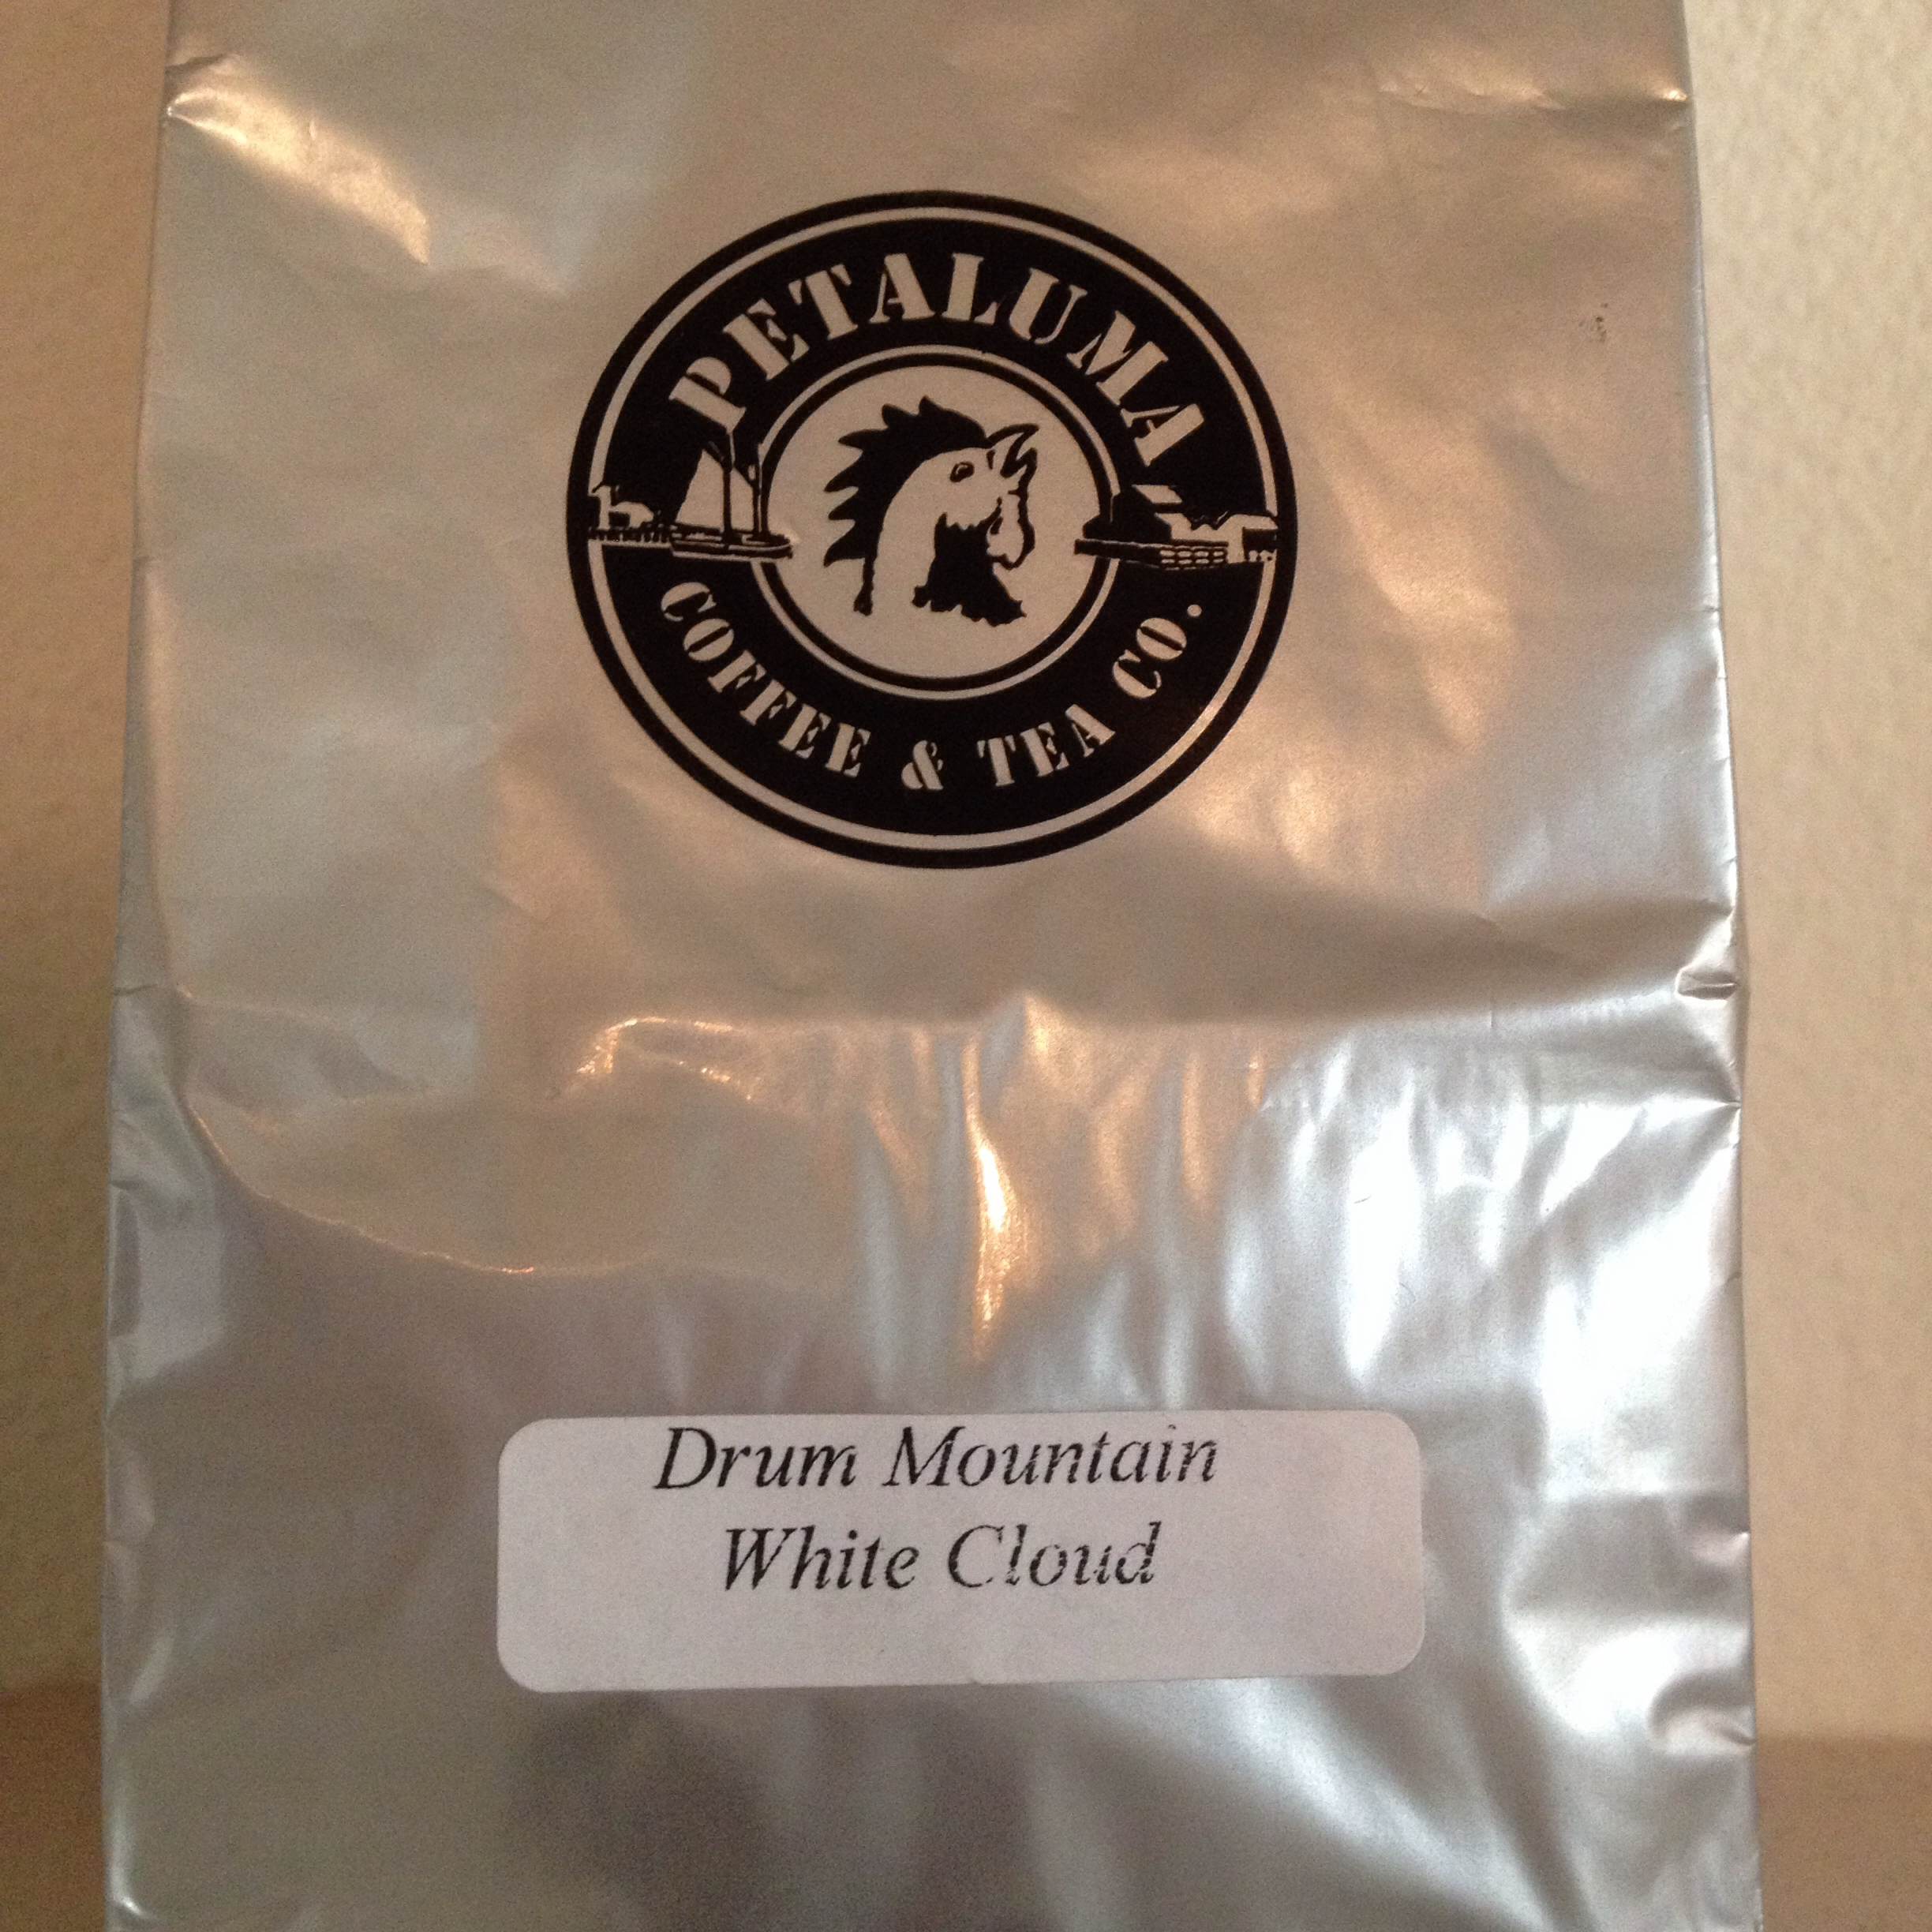 PETALUMA
COFFEE & TEA CO.
Drum Mountain
White Cloud